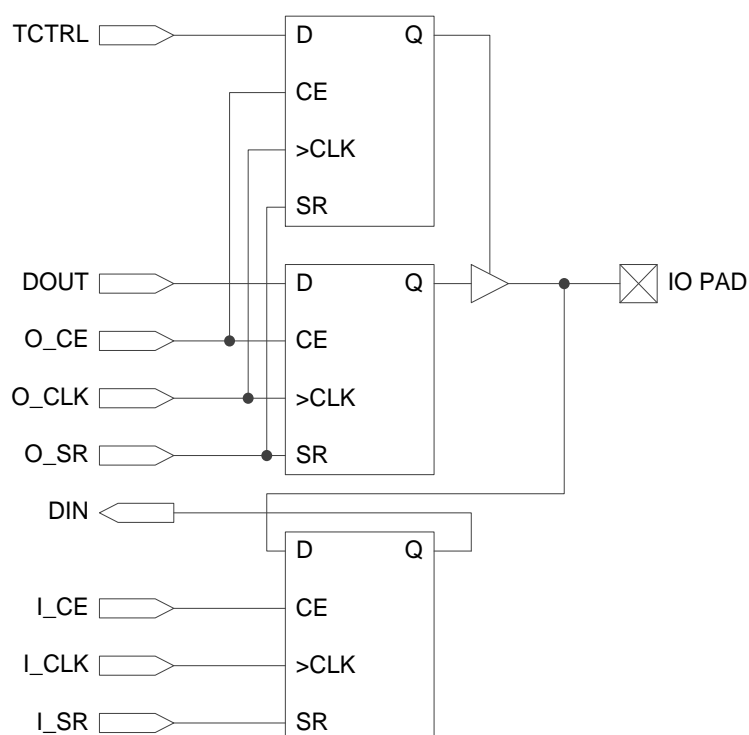 TCTRL D Q
CE
>CLK
SR
DOUT D Q IO PAD
O_CE CE
O_CLK >CLK
O_SR SR
DIN
D Q
I_CE CE
I_CLK >CLK
I_SR SR